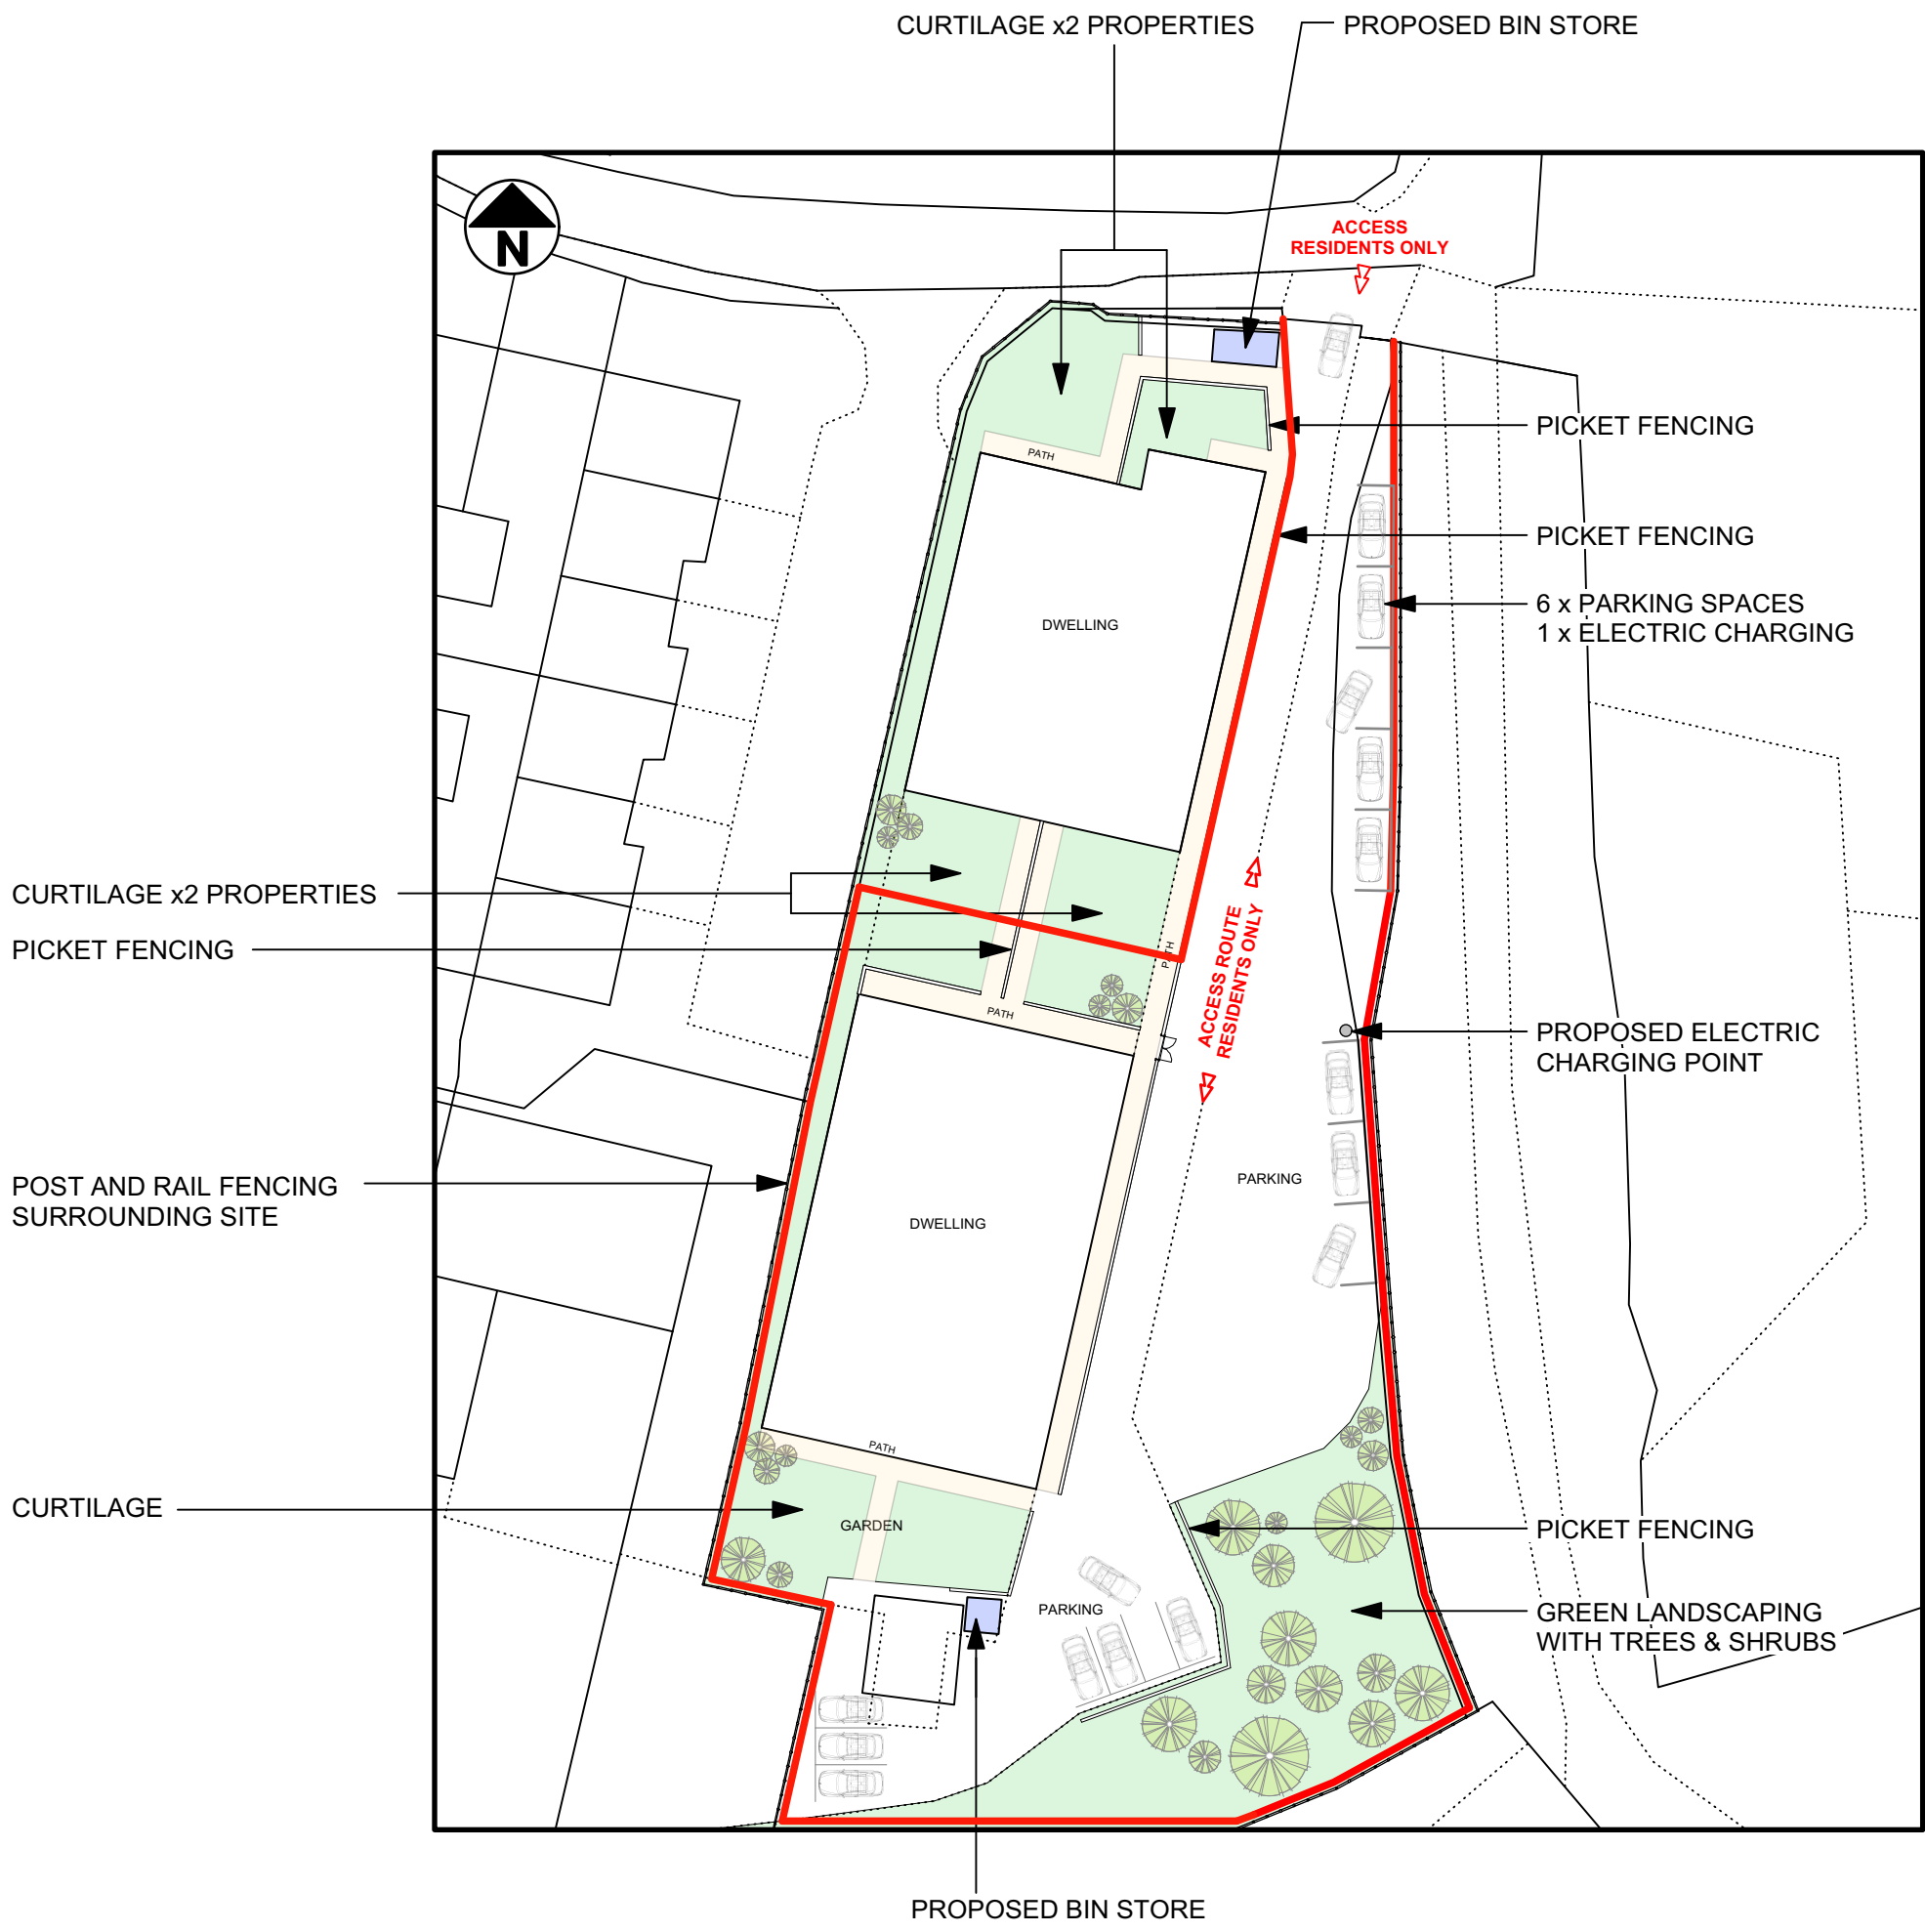 CURTILAGE x2 PROPERTIES
PROPOSED BIN STORE
N
ACCESS
RESIDENTS ONLY
PICKET FENCING
PATH
PICKET FENCING
6 x PARKING SPACES
1 x ELECTRIC CHARGING
DWELLING
CURTILAGE x2 PROPERTIES
PICKET FENCING
PATH
ACCESS ROUTE
RESIDENTS ONLY
PATH
PROPOSED ELECTRIC
CHARGING POINT
POST AND RAIL FENCING
SURROUNDING SITE
PARKING
DWELLING
PATH
CURTILAGE
GARDEN
PICKET FENCING
PARKING
GREEN LANDSCAPING
WITH TREES & SHRUBS
PROPOSED BIN STORE